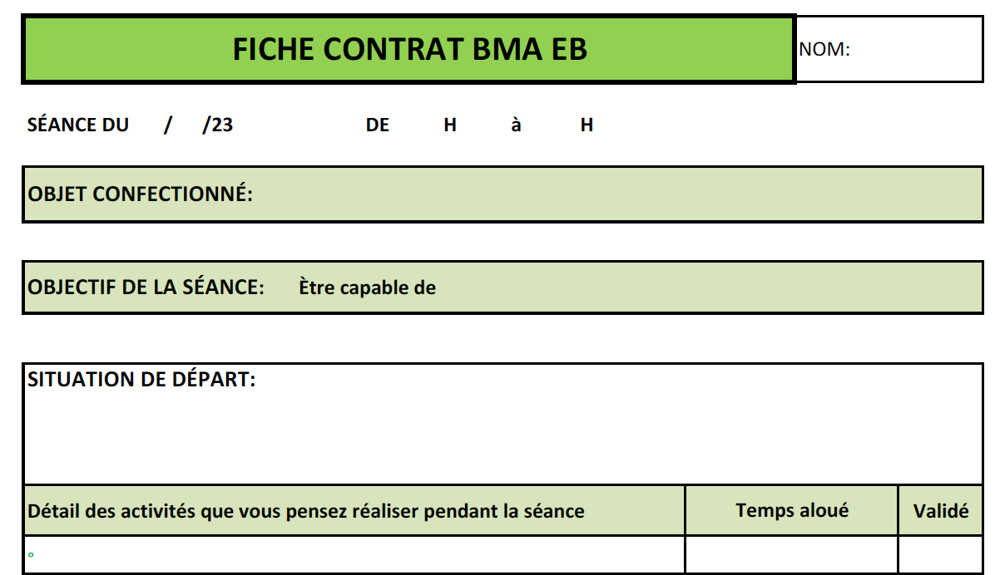 FICHE CONTRAT BMA EB
NOM:
SÉANCE DU / /23 DE H à H
OBJET CONFECTIONNÉ:
OBJECTIF DE LA SÉANCE: Ètre capable de
SITUATION DE DÉPART:
Détail des activités que vous pensez réaliser pendant la séance
Temps aloué
Validé
°